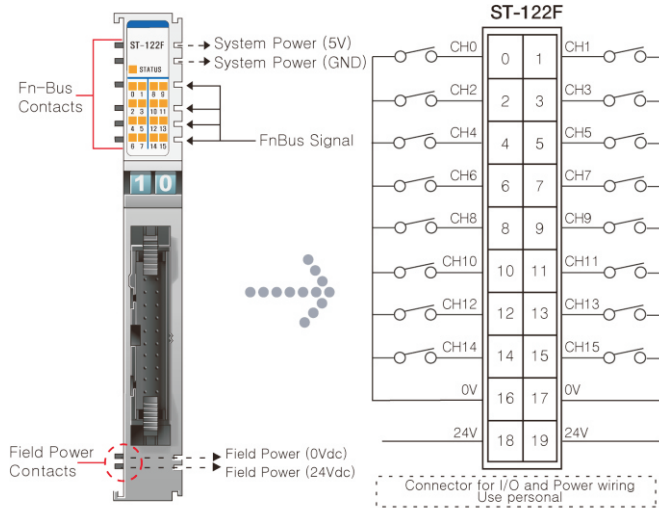 ST-122F
System Power (5V)
System Power (GND)
STATUS
0 1 8 9
2 3 10 11
4 5 12 13
6 7 14 15
Fn-Bus
Contacts
FnBus Signal
10
Field Power
Contacts
Field Power (0Vdc)
Field Power (24Vdc)
ST-122F
CH0 0 1 CH1
CH2 2 3 CH3
CH4 4 5 CH5
CH6 6 7 CH7
CH8 8 9 CH9
CH10 10 11 CH11
CH12 12 13 CH13
CH14 14 15 CH15
0V 16 17 0V
24V 18 19 24V
Connector for I/O and Power wiring
Use personal